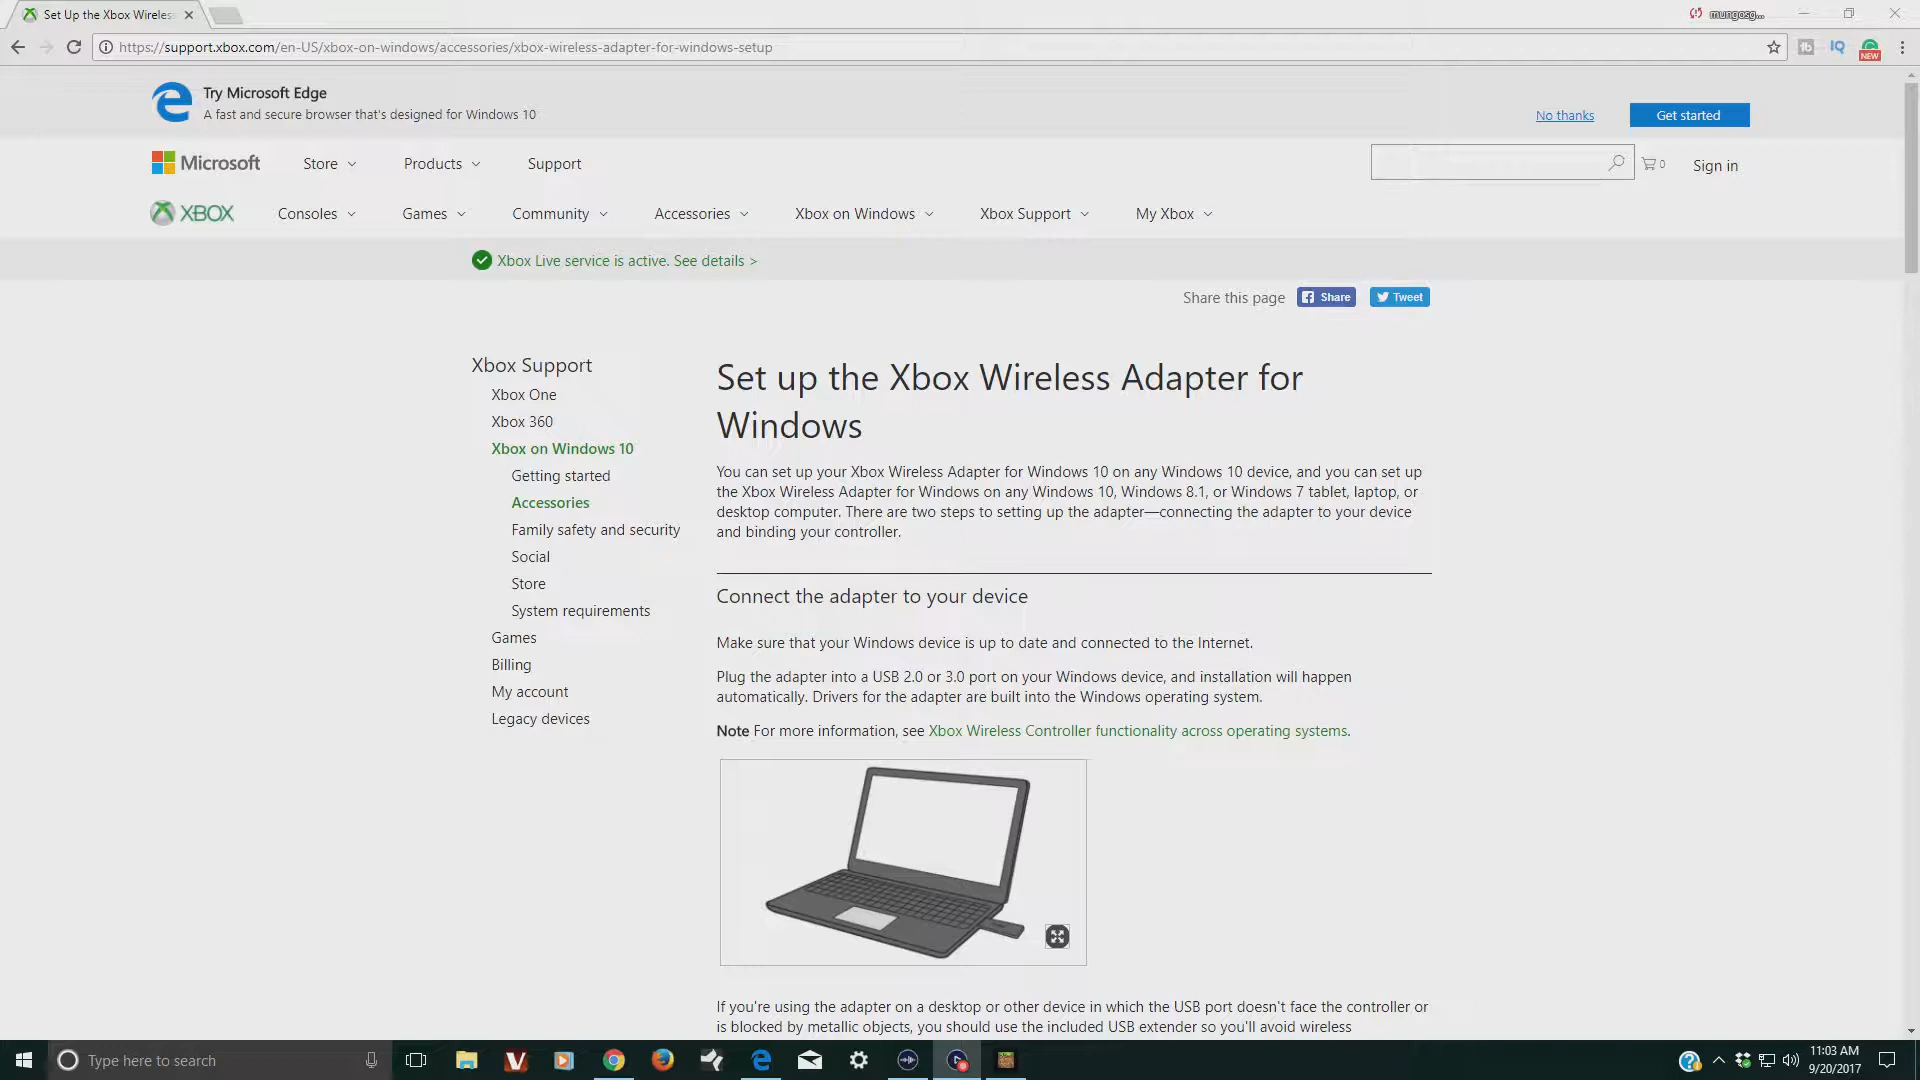 Set Up the Xbox Wireles
mungosg...
https://support.xbox.com/en-US/xbox-on-windows/accessories/xbox-wireless-adapter-for-windows-setup
NEW
Try Microsoft Edge
A fast and secure browser that's designed for Windows 10
No thanks
Get started
Microsoft
Store
Products
Support
0
Sign in
XBOX
Consoles
Games
Community
Accessories
Xbox on Windows
Xbox Support
My Xbox
Xbox Live service is active. See details >
Share this page
Share
Tweet
Xbox Support
Xbox One
Xbox 360
Xbox on Windows 10
Getting started
Accessories
Family safety and security
Social
Store
System requirements
Games
Billing
My account
Legacy devices
Set up the Xbox Wireless Adapter for
Windows
You can set up your Xbox Wireless Adapter for Windows 10 on any Windows 10 device, and you can set up
the Xbox Wireless Adapter for Windows on any Windows 10, Windows 8.1, or Windows 7 tablet, laptop, or
desktop computer. There are two steps to setting up the adapter—connecting the adapter to your device
and binding your controller.
Connect the adapter to your device
Make sure that your Windows device is up to date and connected to the Internet.
Plug the adapter into a USB 2.0 or 3.0 port on your Windows device, and installation will happen
automatically. Drivers for the adapter are built into the Windows operating system.
Note For more information, see Xbox Wireless Controller functionality across operating systems.
If you're using the adapter on a desktop or other device in which the USB port doesn't face the controller or
is blocked by metallic objects, you should use the included USB extender so you'll avoid wireless
Type here to search
11:03 AM
9/20/2017